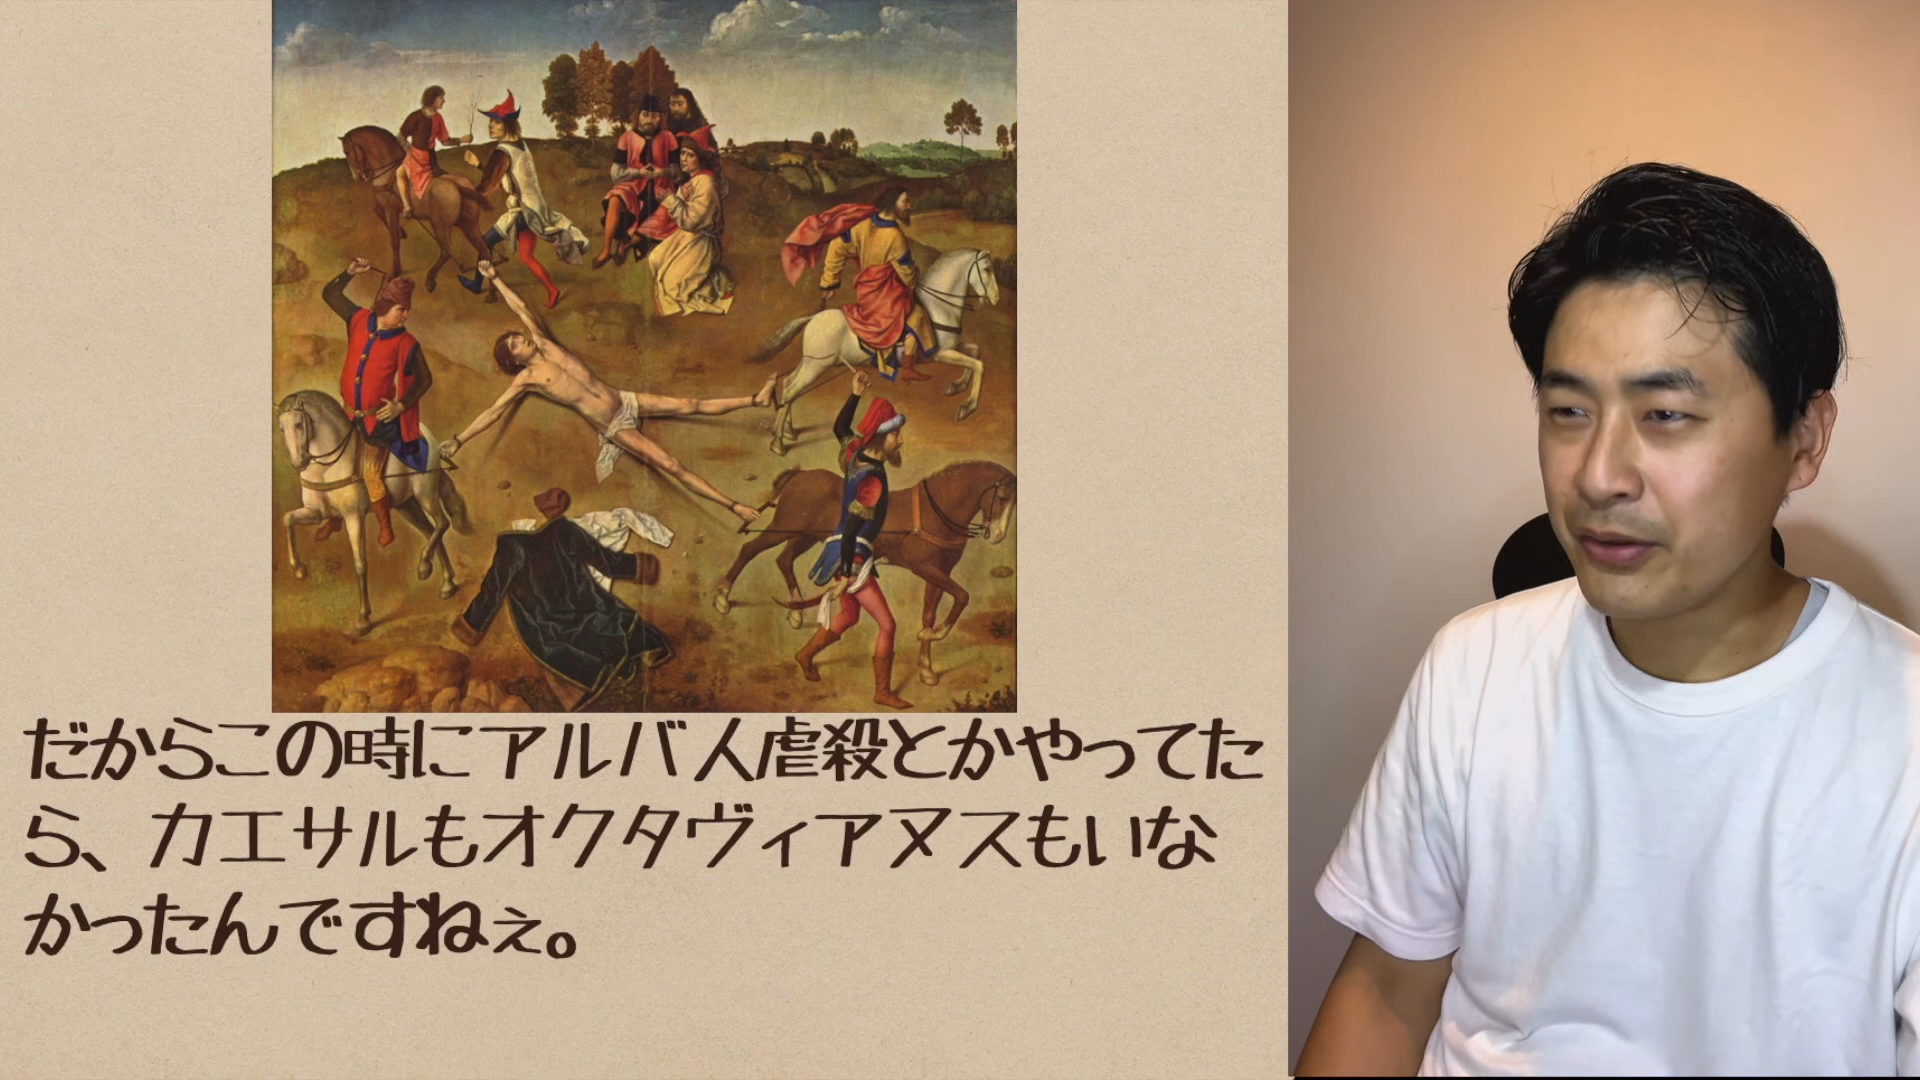 だからこの時にアルバ人虐殺とかやってた
ら、カエサルもオクタヴィアヌスもいな
かったんですねぇ。